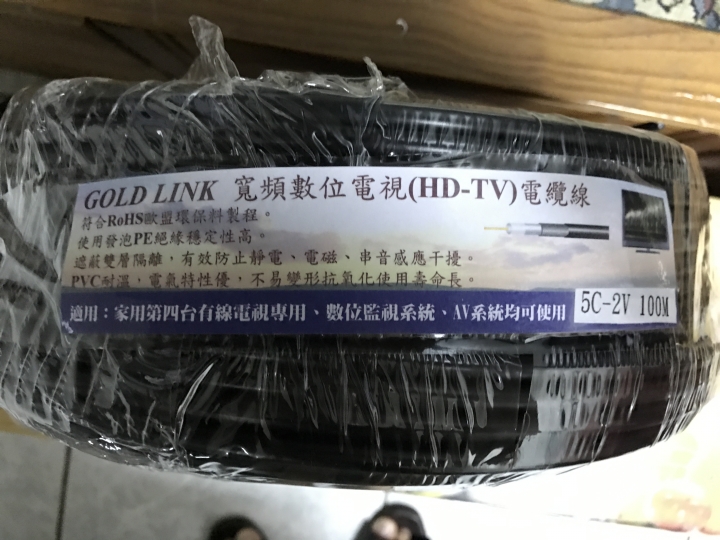 GOLD LINK 寬頻數位電視(HD-TV)電纜線
符合RoHS歐盟環保料製程。
使用發泡PE絕緣穩定性高。
遮蔽雙層隔離，有效防止靜電、電磁、串音感應干擾。
PVC耐溫，電氣特性優，不易變形抗氧化使用壽命長。
適用：家用第四台有線電視專用、數位監視系統、AV系統均可使用
5C-2V 100M